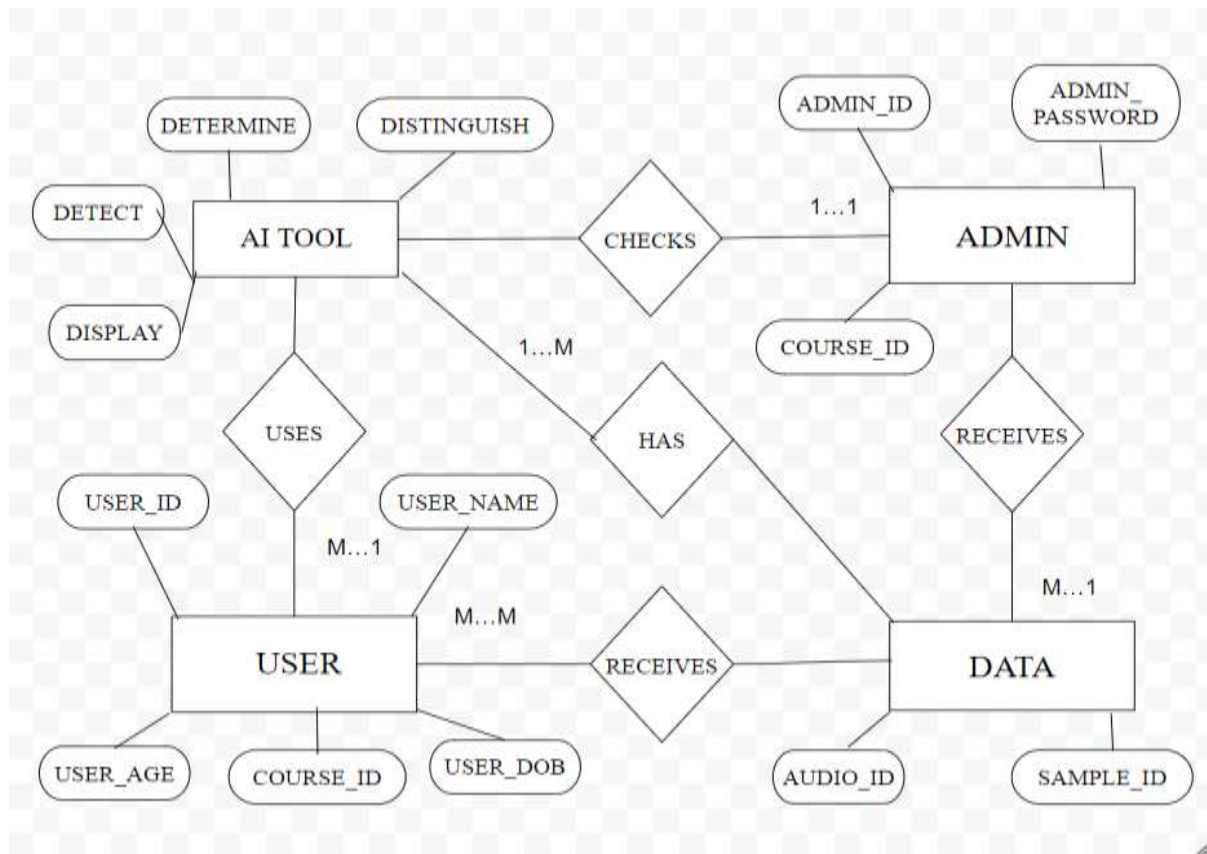 ADMIN_ID
ADMIN_
PASSWORD
DETERMINE
DISTINGUISH
DETECT
AI TOOL
CHECKS
1...1
ADMIN
DISPLAY
1...M
COURSE_ID
USES
HAS
RECEIVES
USER_ID
USER_NAME
M...1
M...1
M...M
USER
RECEIVES
DATA
USER_AGE
COURSE_ID
USER_DOB
AUDIO_ID
SAMPLE_ID